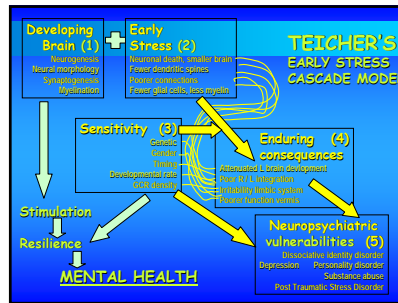 Developing
Brain (1)
Neurogenesis
Neural morphology
Synaptogenesis
Myelination
Early
Stress (2)
Neuronal death, smaller brain
Fewer dendritic spines
Poorer connections
Fewer glial cells, less myelin
TEICHER'S
EARLY STRESS
CASCADE MODE
Sensitivity (3)
Genetic
Gender
Timing
Developmental rate
GCR density
Enduring (4)
consequences
Attenuated L brain devlopment
Poor R / L integration
Irritability limbic system
Poorer function vermis
Stimulation
Resilience
MENTAL HEALTH
Neuropsychiatric
vulnerabilities (5)
Dissociative identity disorder
Depression Personality disorder
Substance abuse
Post Traumatic Stress Disorder